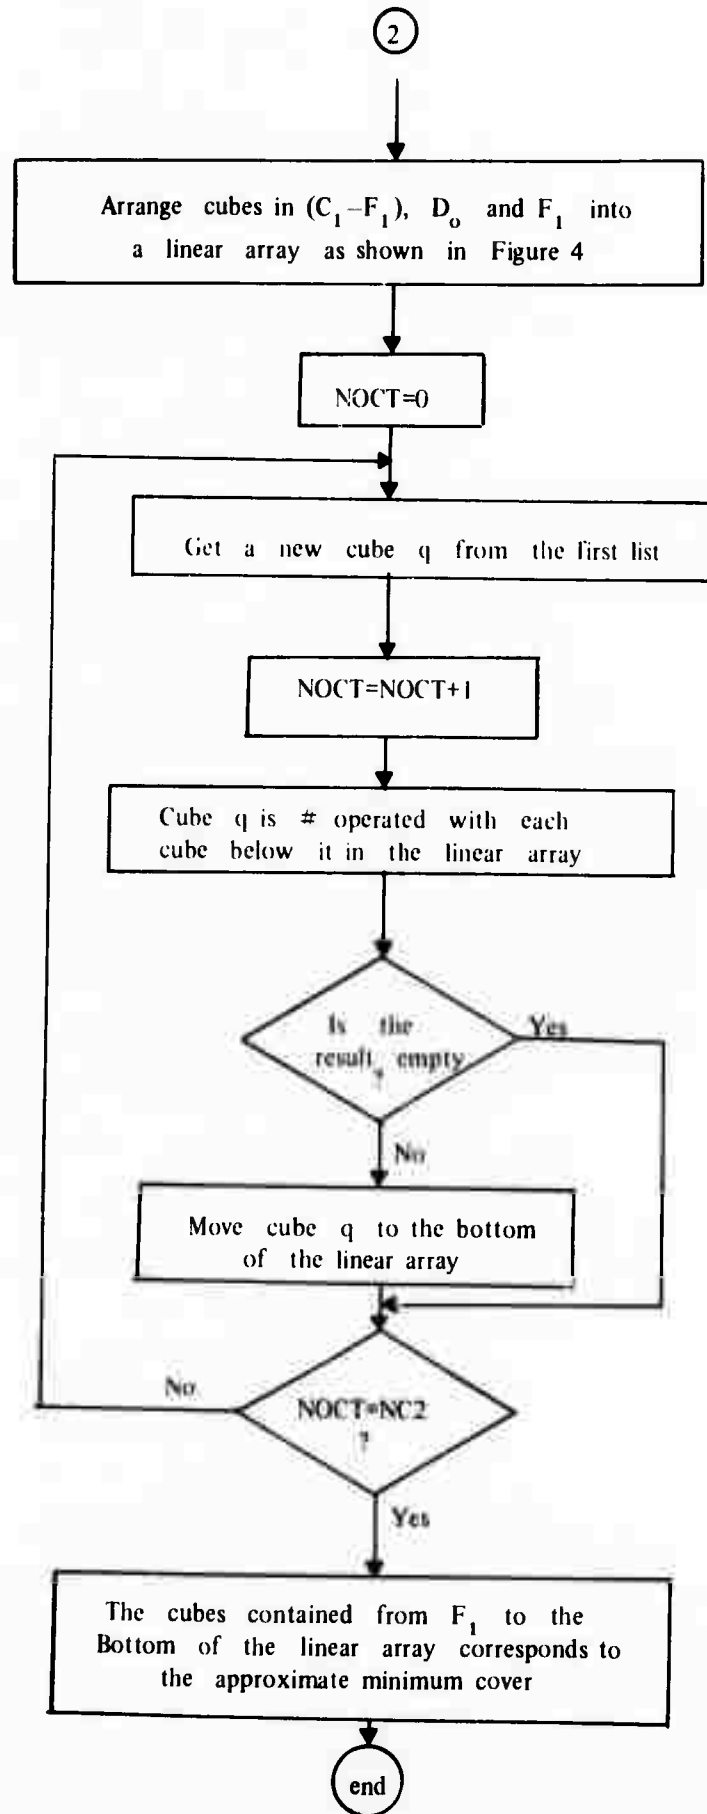 2
Arrange cubes in (C₁-F₁), Dₒ and F₁ into
a linear array as shown in Figure 4
NOCT=0
Get a new cube q from the first list
NOCT=NOCT+1
Cube q is # operated with each
cube below it in the linear array
Is the
result empty
?
Yes
No
Move cube q to the bottom
of the linear array
No
NOCT=NC2
?
Yes
The cubes contained from F₁ to the
Bottom of the linear array corresponds to
the approximate minimum cover
end